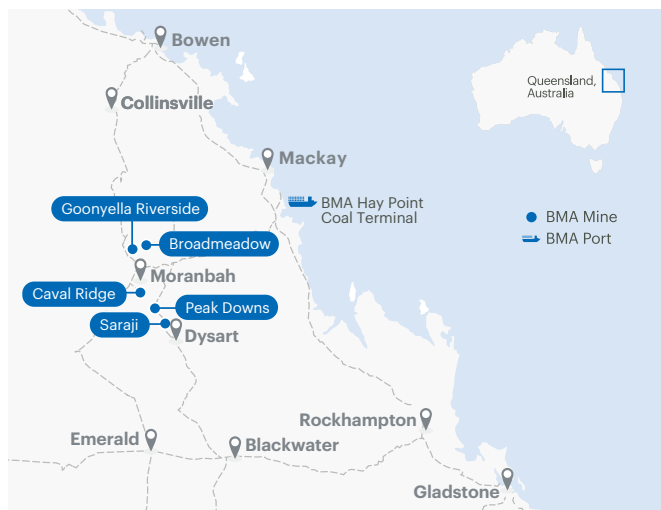 Bowen
Queensland,
Australia
Collinsville
Mackay
BMA Hay Point
Coal Terminal
Goonyella Riverside
BMA Mine
BMA Port
Broadmeadow
Moranbah
Caval Ridge
Peak Downs
Saraji
Dysart
Rockhampton
Emerald
Blackwater
Gladstone